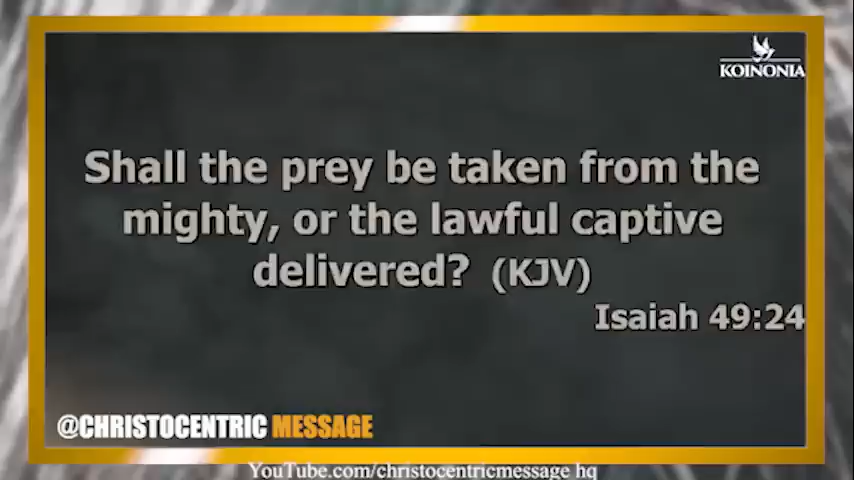 KOINONIA
Shall the prey be taken from the
mighty, or the lawful captive
delivered? (KJV)
Isaiah 49:24
@CHRISTOCENTRIC MESSAGE
YouTube.com/christocentricmessage hq